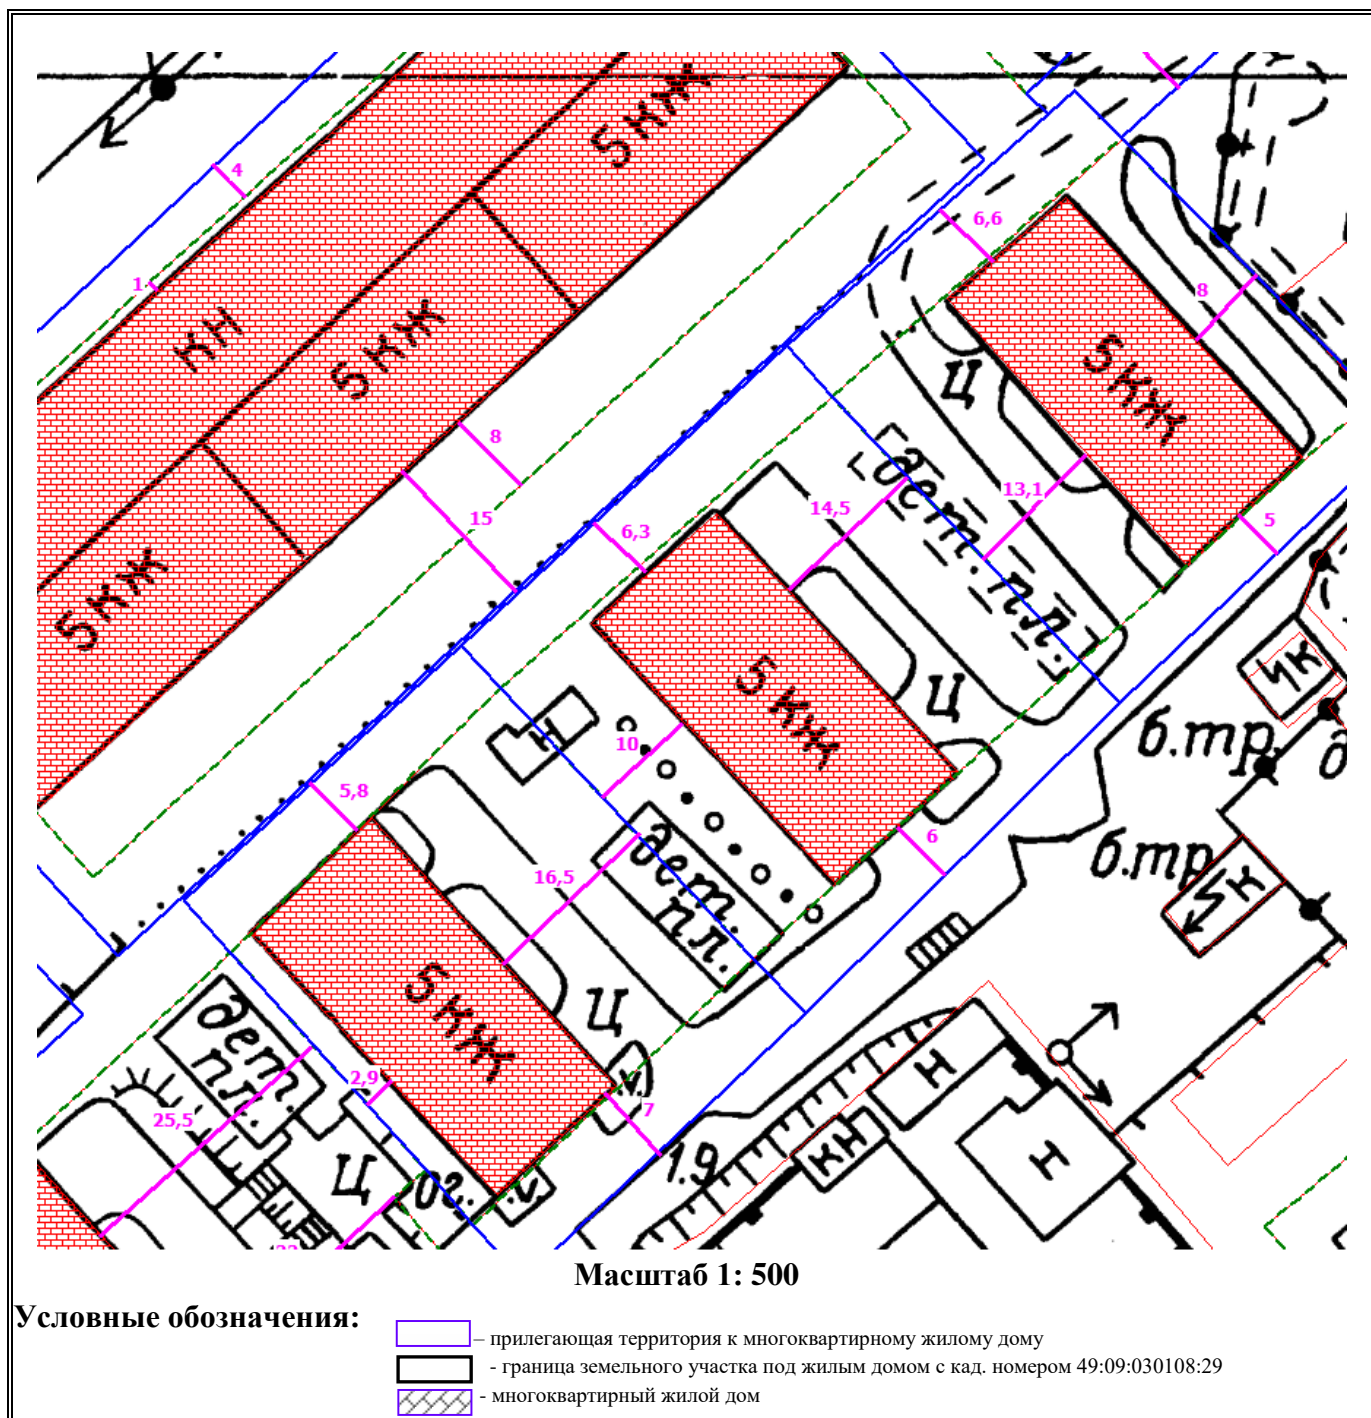 5КЖ
4
6,6
1
КН
8
5КЖ
5КЖ
Ц
8
дет. пл.
13,1
14,5
15
6,3
5
5КЖ
1К
5КЖ
Ц
б.тр.
Н
10
5,8
6
б.тр.
дет.
пл.
16,5
К
5КЖ
Ц
дет.
пл.
2,9
25,5
7
Н
КН
Н
1.9
Ц
Масштаб 1: 500
Условные обозначения:
– прилегающая территория к многоквартирному жилому дому
- граница земельного участка под жилым домом с кад. номером 49:09:030108:29
- многоквартирный жилой дом